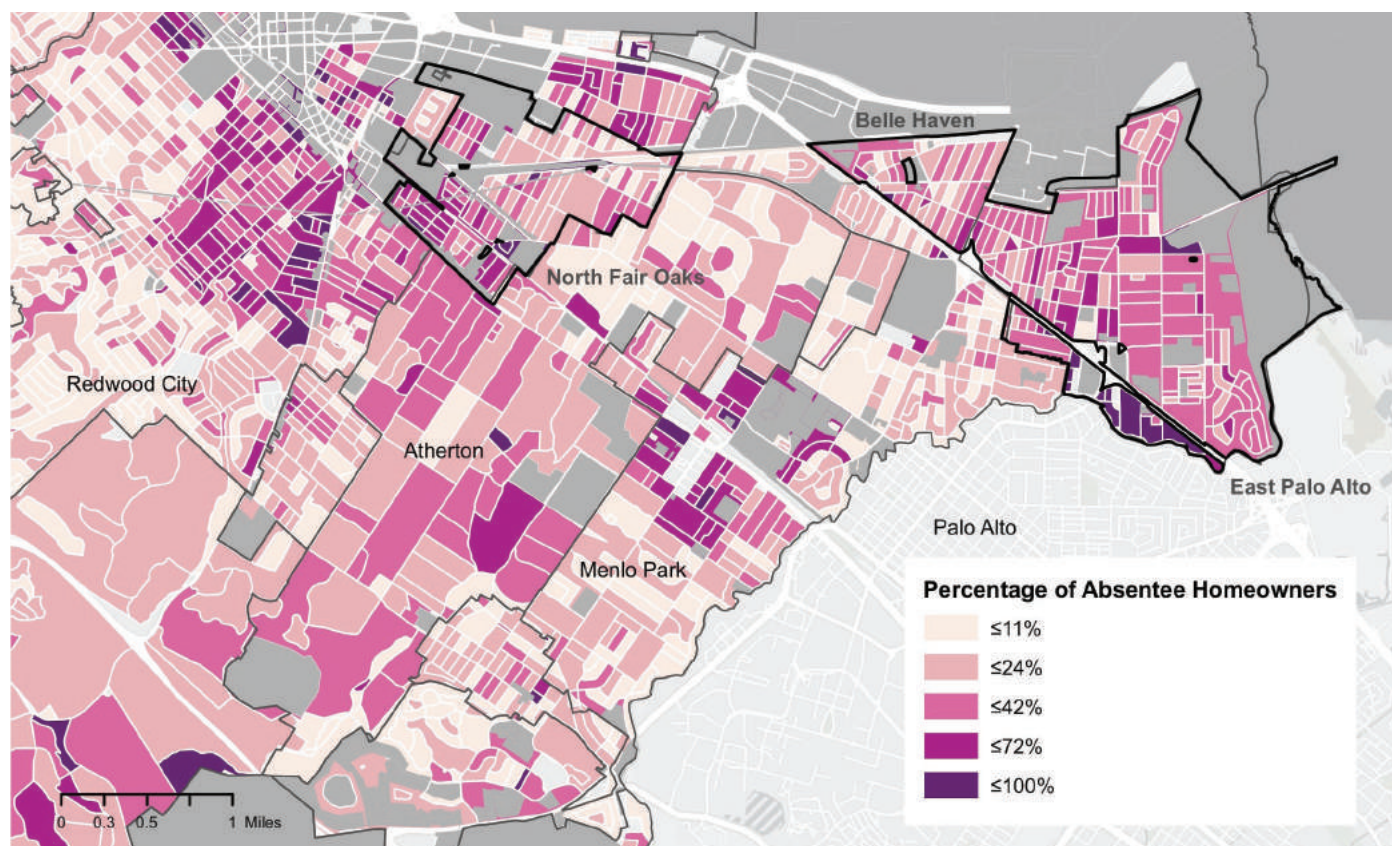 Belle Haven
North Fair Oaks
Redwood City
Atherton
East Palo Alto
Palo Alto
Menlo Park
Percentage of Absentee Homeowners
≤11%
≤24%
≤42%
≤72%
≤100%
0 0.3 0.5 1 Miles